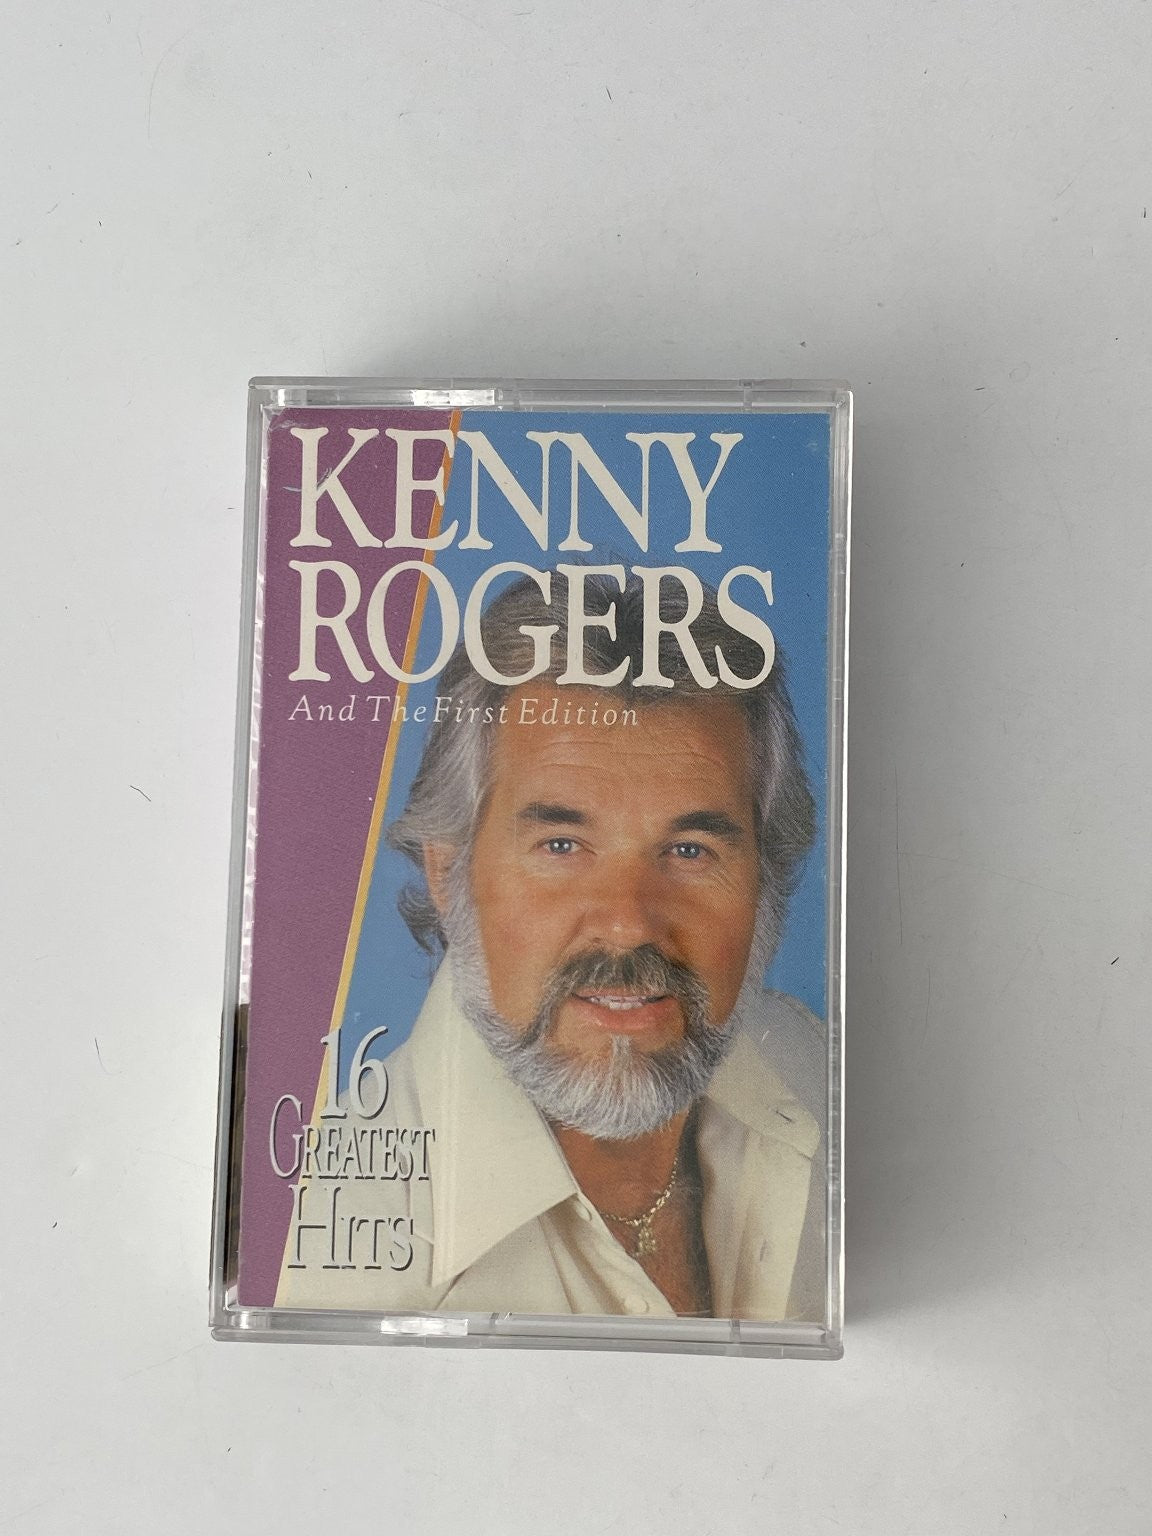 KENNY
ROGERS
And The First Edition
16
GREATEST
HITS